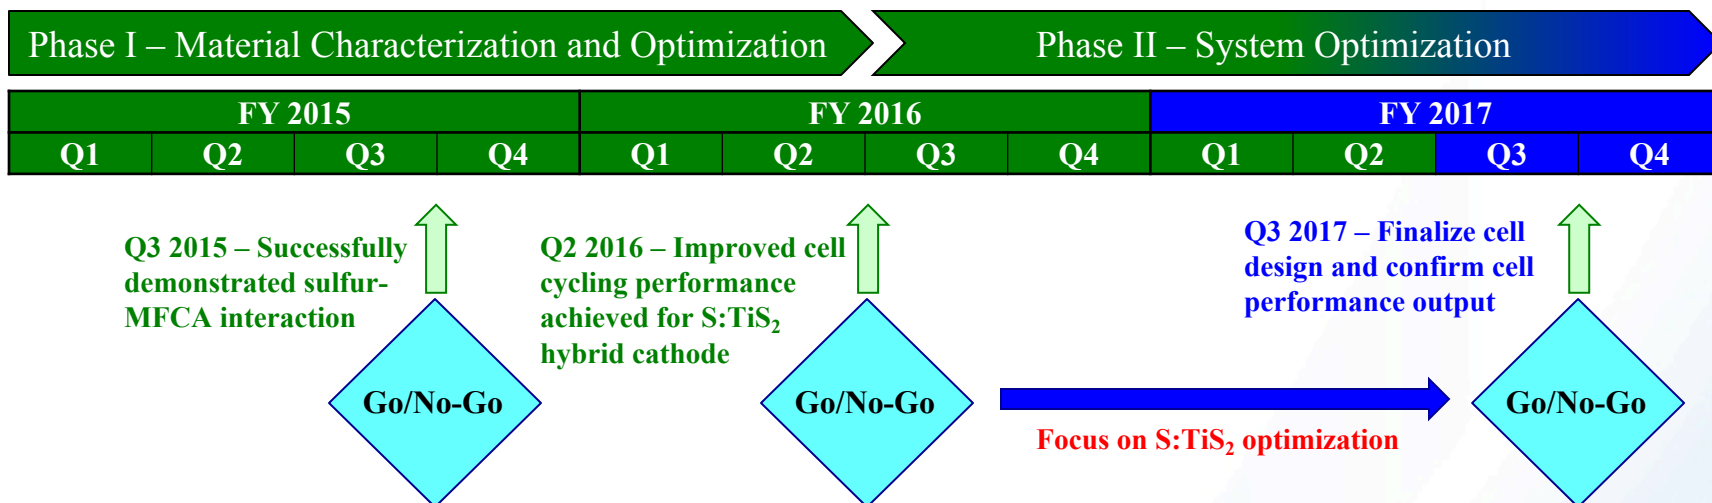 Phase I – Material Characterization and Optimization
Phase II – System Optimization
FY 2015
FY 2016
FY 2017
Q1 Q2 Q3 Q4 Q1 Q2 Q3 Q4 Q1 Q2 Q3 Q4
Q3 2015 – Successfully
demonstrated sulfur-
MFCA interaction
Go/No-Go
Q2 2016 – Improved cell
cycling performance
achieved for S:TiS₂
hybrid cathode
Go/No-Go
Focus on S:TiS₂ optimization
Q3 2017 – Finalize cell
design and confirm cell
performance output
Go/No-Go